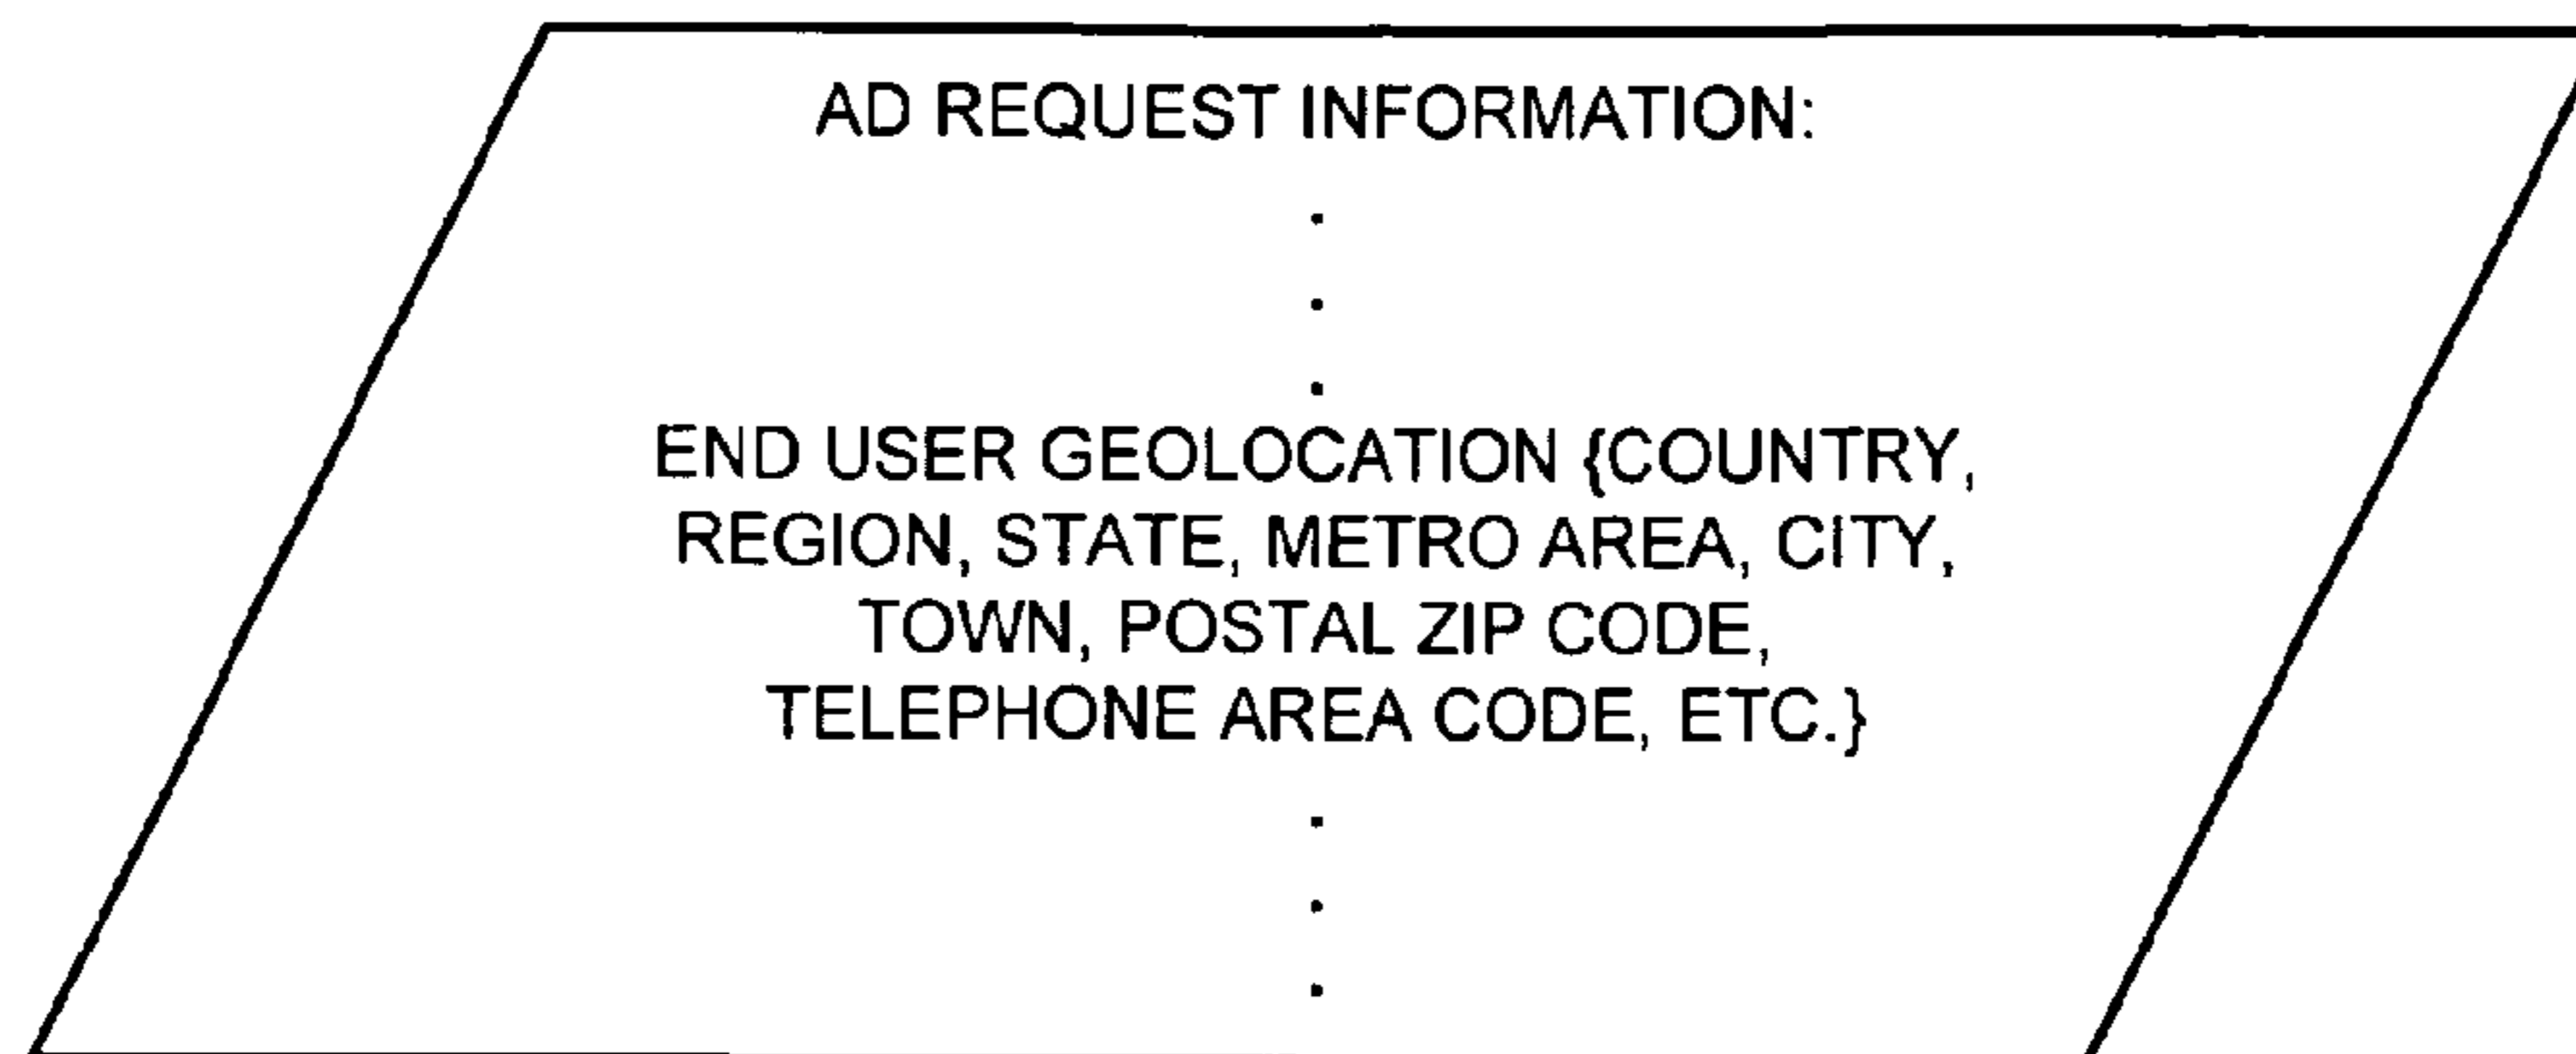 AD REQUEST INFORMATION:
.
.
.
END USER GEOLOCATION {COUNTRY,
REGION, STATE, METRO AREA, CITY,
TOWN, POSTAL ZIP CODE,
TELEPHONE AREA CODE, ETC.}
.
.
.